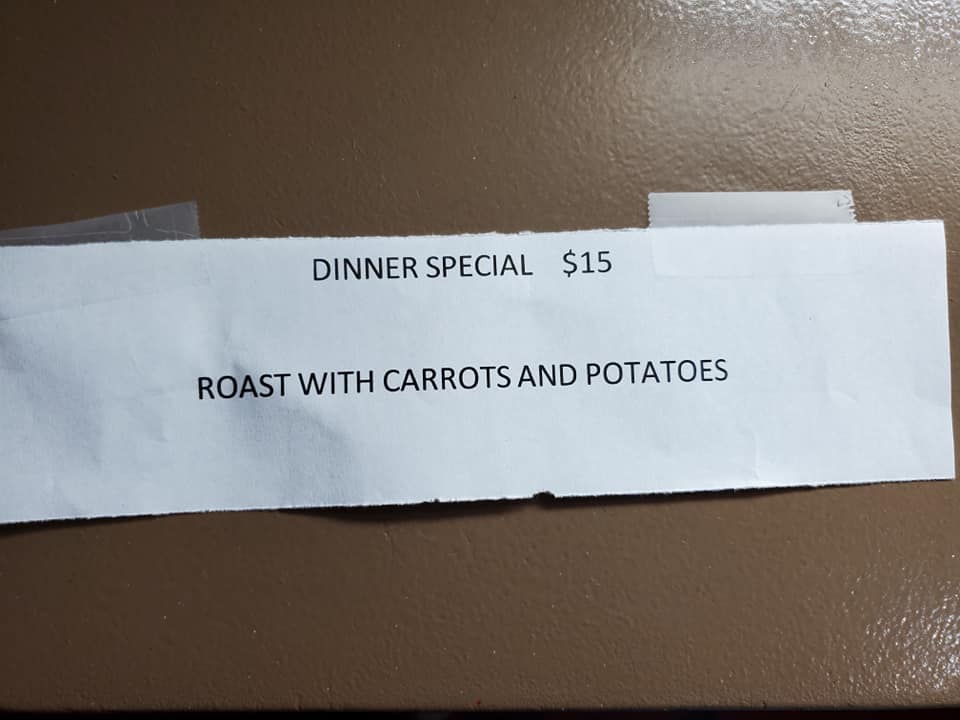 DINNER SPECIAL $15
ROAST WITH CARROTS AND POTATOES